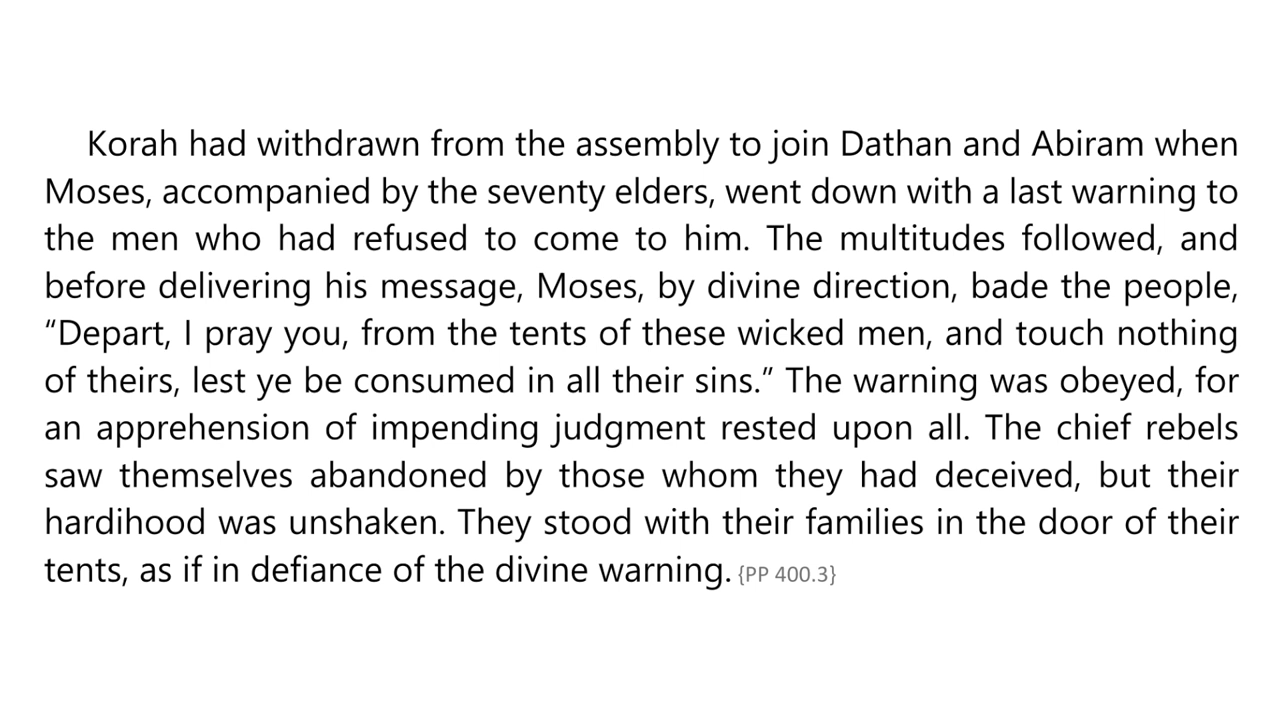 Korah had withdrawn from the assembly to join Dathan and Abiram when
Moses, accompanied by the seventy elders, went down with a last warning to
the men who had refused to come to him. The multitudes followed, and
before delivering his message, Moses, by divine direction, bade the people,
“Depart, I pray you, from the tents of these wicked men, and touch nothing
of theirs, lest ye be consumed in all their sins.” The warning was obeyed, for
an apprehension of impending judgment rested upon all. The chief rebels
saw themselves abandoned by those whom they had deceived, but their
hardihood was unshaken. They stood with their families in the door of their
tents, as if in defiance of the divine warning. {PP 400.3}